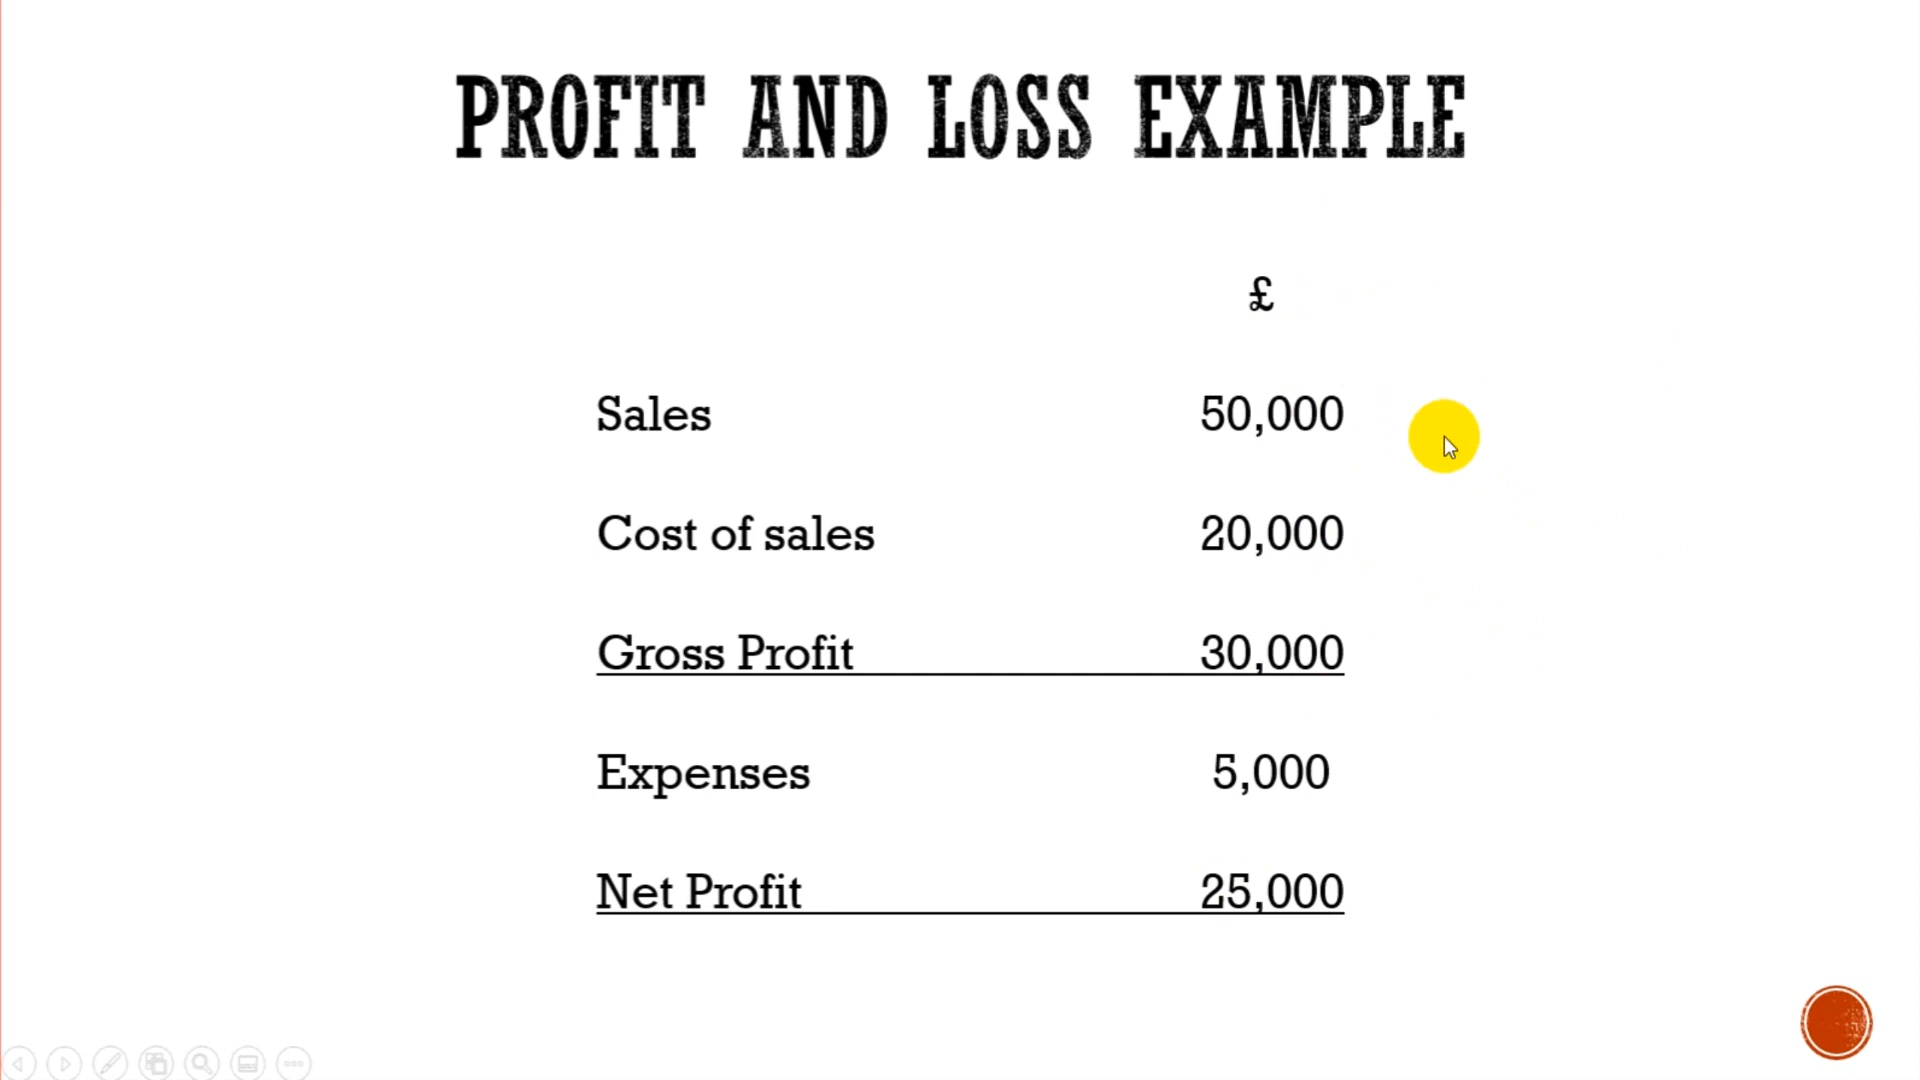 PROFIT AND LOSS EXAMPLE
£
Sales 50,000
Cost of sales 20,000
Gross Profit 30,000
Expenses 5,000
Net Profit 25,000